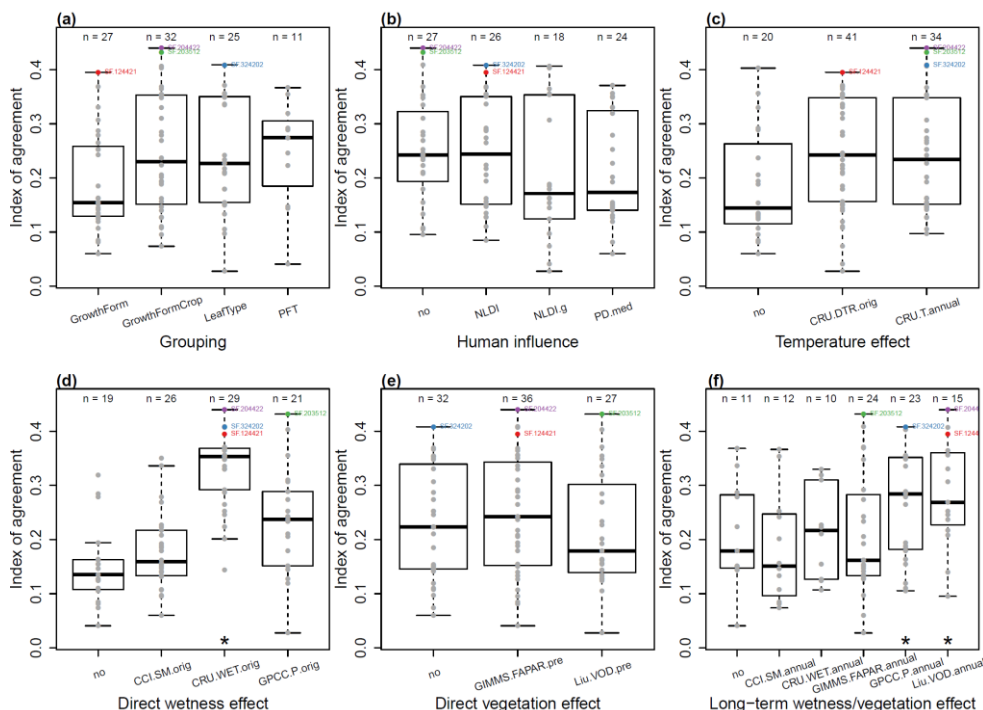 (a) (b) (c)
n = 27 n = 32 n = 25 n = 11
n = 27 n = 26 n = 18 n = 24
n = 20 n = 41 n = 34
SF.204422
SF.203512
SF.324202
SF.124421
SF.204422
SF.203512
SF.324202
SF.124421
SF.124421
SF.204422
SF.203512
SF.324202
Index of agreement
0.0 0.1 0.2 0.3 0.4
GrowthForm GrowthFormCrop LeafType PFT
Grouping
Index of agreement
0.0 0.1 0.2 0.3 0.4
no NLDI NLDI.g PD.med
Human influence
Index of agreement
0.0 0.1 0.2 0.3 0.4
no CRU.DTR.orig CRU.T.annual
Temperature effect
(d) (e) (f)
n = 19 n = 26 n = 29 n = 21
n = 32 n = 36 n = 27
n = 11 n = 12 n = 10 n = 24 n = 23 n = 15
SF.204422
SF.324202
SF.124421
SF.203512
SF.324202
SF.204422
SF.124421
SF.203512
SF.203512
SF.324202
SF.2044
SF.1244
Index of agreement
0.0 0.1 0.2 0.3 0.4
*
no CCI.SM.orig CRU.WET.orig GPCC.P.orig
Direct wetness effect
Index of agreement
0.0 0.1 0.2 0.3 0.4
no GIMMS.FAPAR.pre Liu.VOD.pre
Direct vegetation effect
Index of agreement
0.0 0.1 0.2 0.3 0.4
* *
no CCI.SM.annual CRU.WET.annual GIMMS.FAPAR.annual GPCC.P.annual Liu.VOD.annual
Long-term wetness/vegetation effect